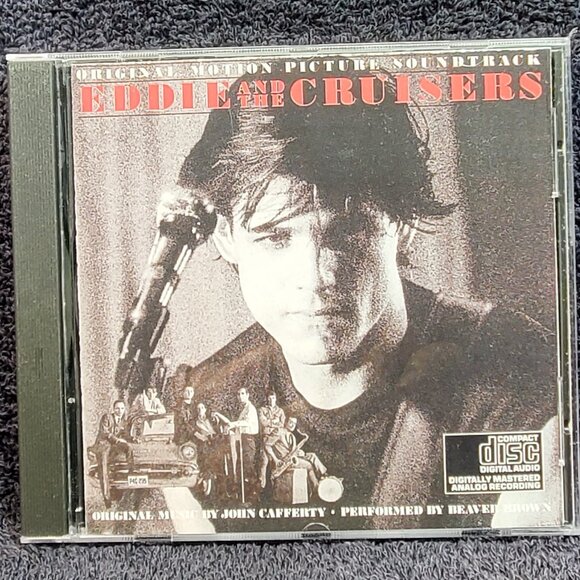 ORIGINAL MOTION PICTURE SOUNDTRACK
EDDIE AND THE CRUISERS
COMPACT
disc
DIGITAL AUDIO
DIGITALLY MASTERED
ANALOG RECORDING
ORIGINAL MUSIC BY JOHN CAFFERTY · PERFORMED BY BEAVER BROWN